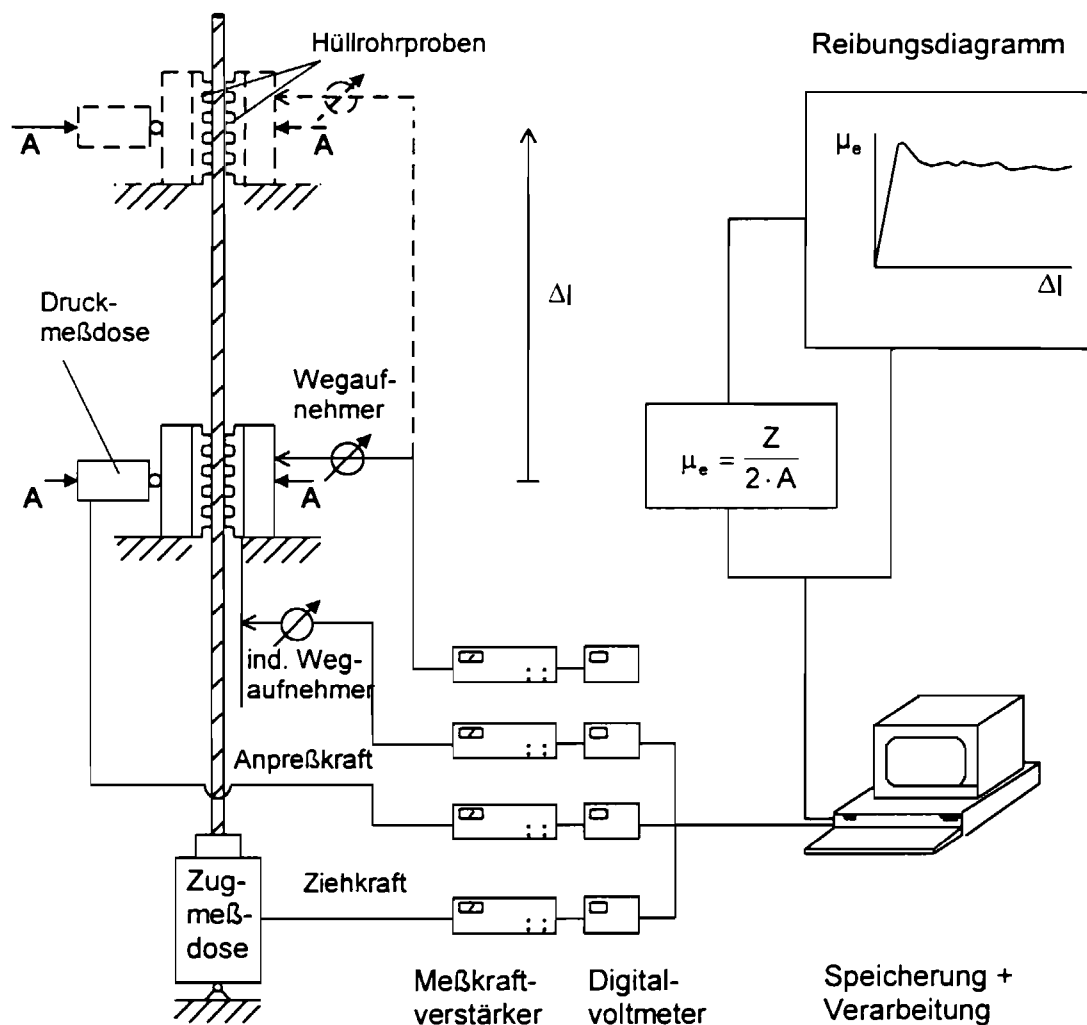 Hüllrohrproben
Reibungsdiagramm
A
A
μe
Δl
Δl
Druck-
meßdose
Wegauf-
nehmer
μe = Z
2 · A
A
A
ind. Weg-
aufnehmer
Anpreßkraft
Zug-
meß-
dose
Ziehkraft
Meßkraft-
verstärker
Digital-
voltmeter
Speicherung +
Verarbeitung